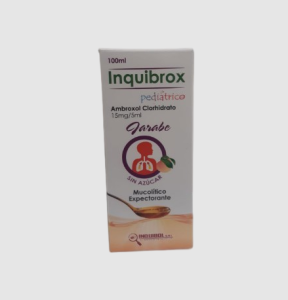 100ml
Inquibrox
pediátrico
Ambroxol Clorhidrato
15mg/5ml
Jarabe
SIN AZÚCAR
Mucolítico
Expectorante